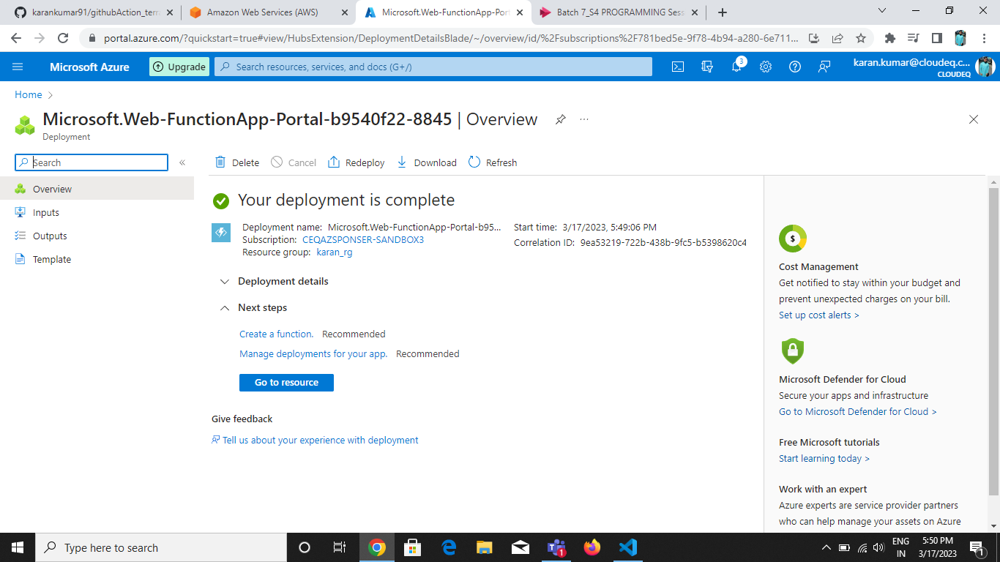 karankumar91/githubAction_terr
Amazon Web Services (AWS)
Microsoft.Web-FunctionApp-Port
Batch 7_S4 PROGRAMMING Sess
portal.azure.com/?quickstart=true#view/HubsExtension/DeploymentDetailsBlade/~/overview/id/%2Fsubscriptions%2F781bed5e-9f78-4b94-a280-6e711...
Microsoft Azure
Upgrade
Search resources, services, and docs (G+/)
3
karan.kumar@cloudeq.c...
CLOUDEQ
Home
Microsoft.Web-FunctionApp-Portal-b9540f22-8845 | Overview
Deployment
Search
Delete
Cancel
Redeploy
Download
Refresh
Overview
Inputs
Outputs
Template
Your deployment is complete
Deployment name: Microsoft.Web-FunctionApp-Portal-b95...
Subscription: CEQAZSPONSER-SANDBOX3
Resource group: karan_rg
Start time: 3/17/2023, 5:49:06 PM
Correlation ID: 9ea53219-722b-438b-9fc5-b5398620c4
Deployment details
Next steps
Create a function. Recommended
Manage deployments for your app. Recommended
Go to resource
Give feedback
Tell us about your experience with deployment
$
Cost Management
Get notified to stay within your budget and
prevent unexpected charges on your bill.
Set up cost alerts >
Microsoft Defender for Cloud
Secure your apps and infrastructure
Go to Microsoft Defender for Cloud >
Free Microsoft tutorials
Start learning today >
Work with an expert
Azure experts are service provider partners
who can help manage your assets on Azure
Type here to search
1
ENG
IN
5:50 PM
3/17/2023
1